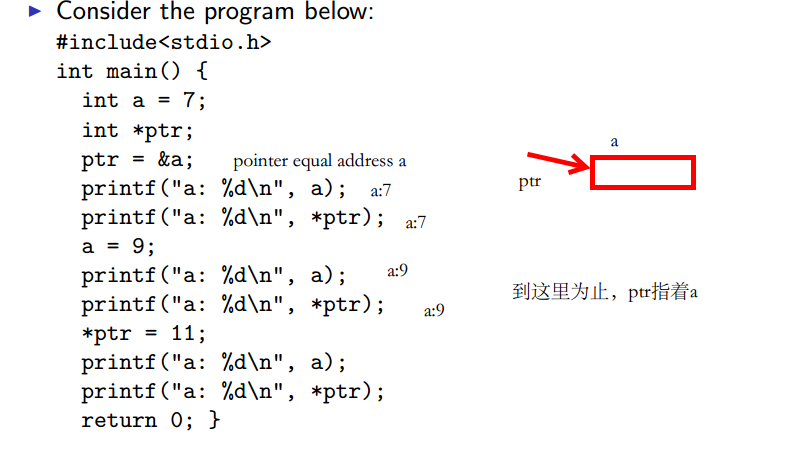 ▶ Consider the program below:
#include<stdio.h>
int main() {
int a = 7;
int *ptr;
ptr = &a; pointer equal address a
printf("a: %d\n", a); a:7
printf("a: %d\n", *ptr); a:7
a = 9;
printf("a: %d\n", a); a:9
printf("a: %d\n", *ptr); a:9
*ptr = 11;
printf("a: %d\n", a);
printf("a: %d\n", *ptr);
return 0; }
a
ptr
到这里为止，ptr指着a